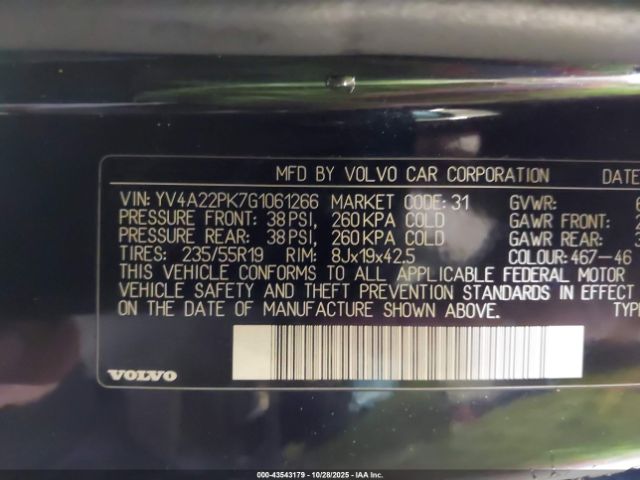 MFD BY VOLVO CAR CORPORATION DATE
VIN: YV4A22PK7G1061266 MARKET CODE: 31 GVWR:
PRESSURE FRONT: 38 PSI, 260 KPA COLD GAWR FRONT:
PRESSURE REAR: 38 PSI, 260 KPA COLD GAWR REAR:
TIRES: 235/55R19 RIM: 8Jx19x42.5 COLOUR: 467-46
THIS VEHICLE CONFORMS TO ALL APPLICABLE FEDERAL MOTOR
VEHICLE SAFETY AND THEFT PREVENTION STANDARDS IN EFFECT
ON THE DATE OF MANUFACTURE SHOWN ABOVE. TYPE
VOLVO
000-43543179 | 10/28/2025 | IAA Inc.